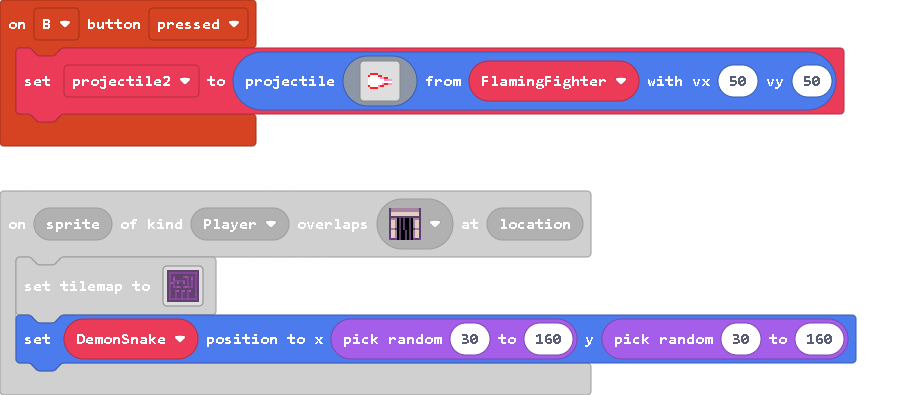 on B button pressed
set projectile2 to projectile from FlamingFighter with vx 50 vy 50
on sprite of kind Player overlaps at location
set tilemap to
set DemonSnake position to x pick random 30 to 160 y pick random 30 to 160